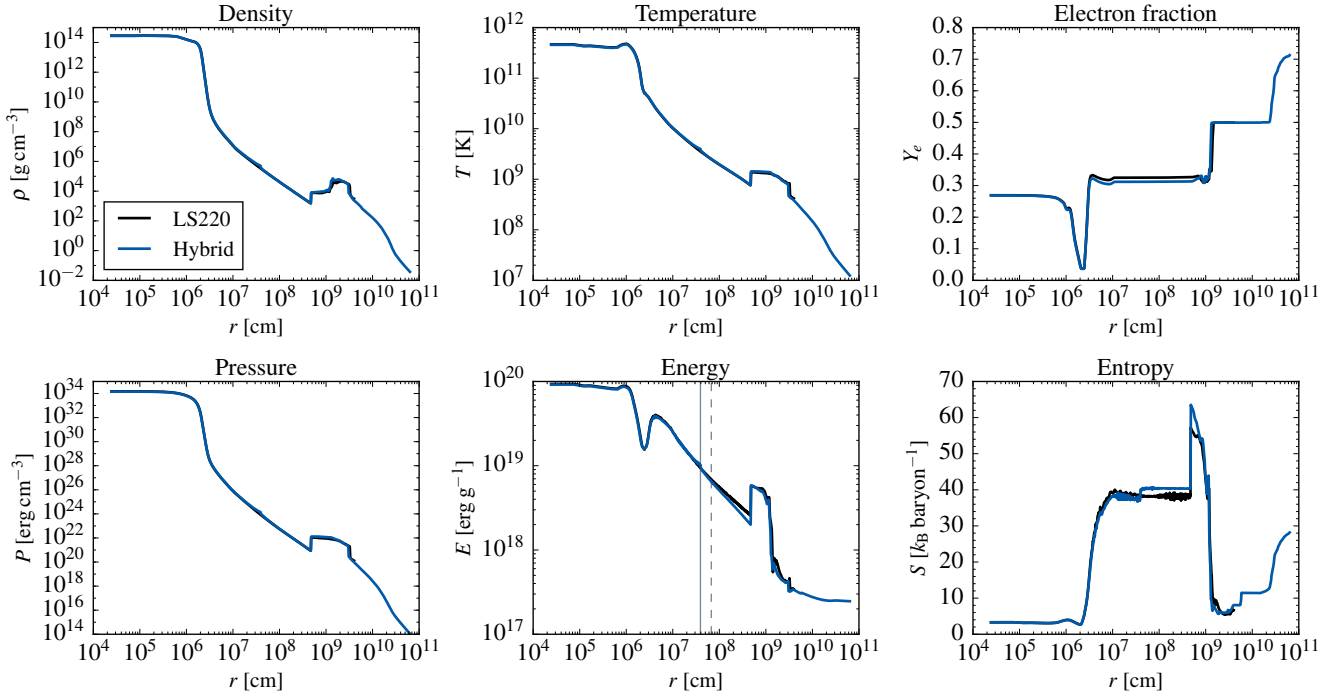 Density
10^14
10^12
10^10
10^8
10^6
10^4
10^2
10^0
10^−2
ρ [g cm^−3]
LS220
Hybrid
10^4 10^5 10^6 10^7 10^8 10^9 10^10 10^11
r [cm]
Temperature
10^12
10^11
10^10
10^9
10^8
10^7
T [K]
10^4 10^5 10^6 10^7 10^8 10^9 10^10 10^11
r [cm]
Electron fraction
0.8
0.7
0.6
0.5
0.4
0.3
0.2
0.1
0.0
Y_e
10^4 10^5 10^6 10^7 10^8 10^9 10^10 10^11
r [cm]
Pressure
10^34
10^32
10^30
10^28
10^26
10^24
10^22
10^20
10^18
10^16
10^14
P [erg cm^−3]
10^4 10^5 10^6 10^7 10^8 10^9 10^10 10^11
r [cm]
Energy
10^20
10^19
10^18
10^17
E [erg g^−1]
10^4 10^5 10^6 10^7 10^8 10^9 10^10 10^11
r [cm]
Entropy
70
60
50
40
30
20
10
0
S [k_B baryon^−1]
10^4 10^5 10^6 10^7 10^8 10^9 10^10 10^11
r [cm]